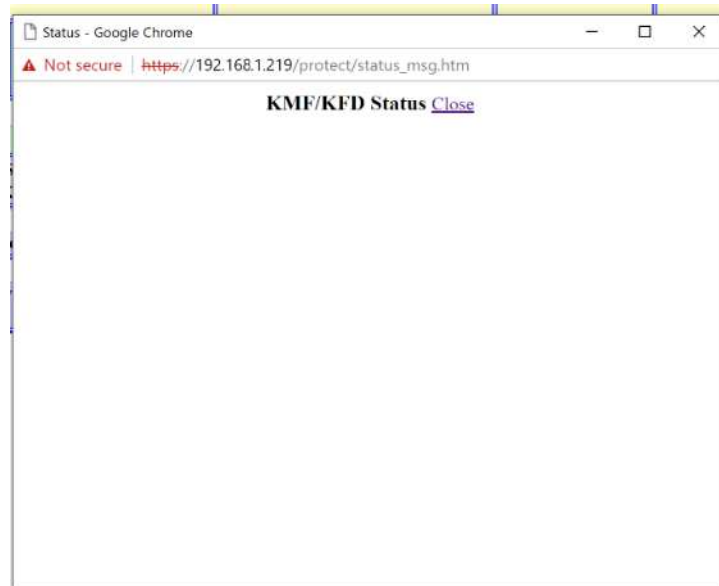 Status - Google Chrome
Not secure | https://192.168.1.219/protect/status_msg.htm
KMF/KFD Status Close